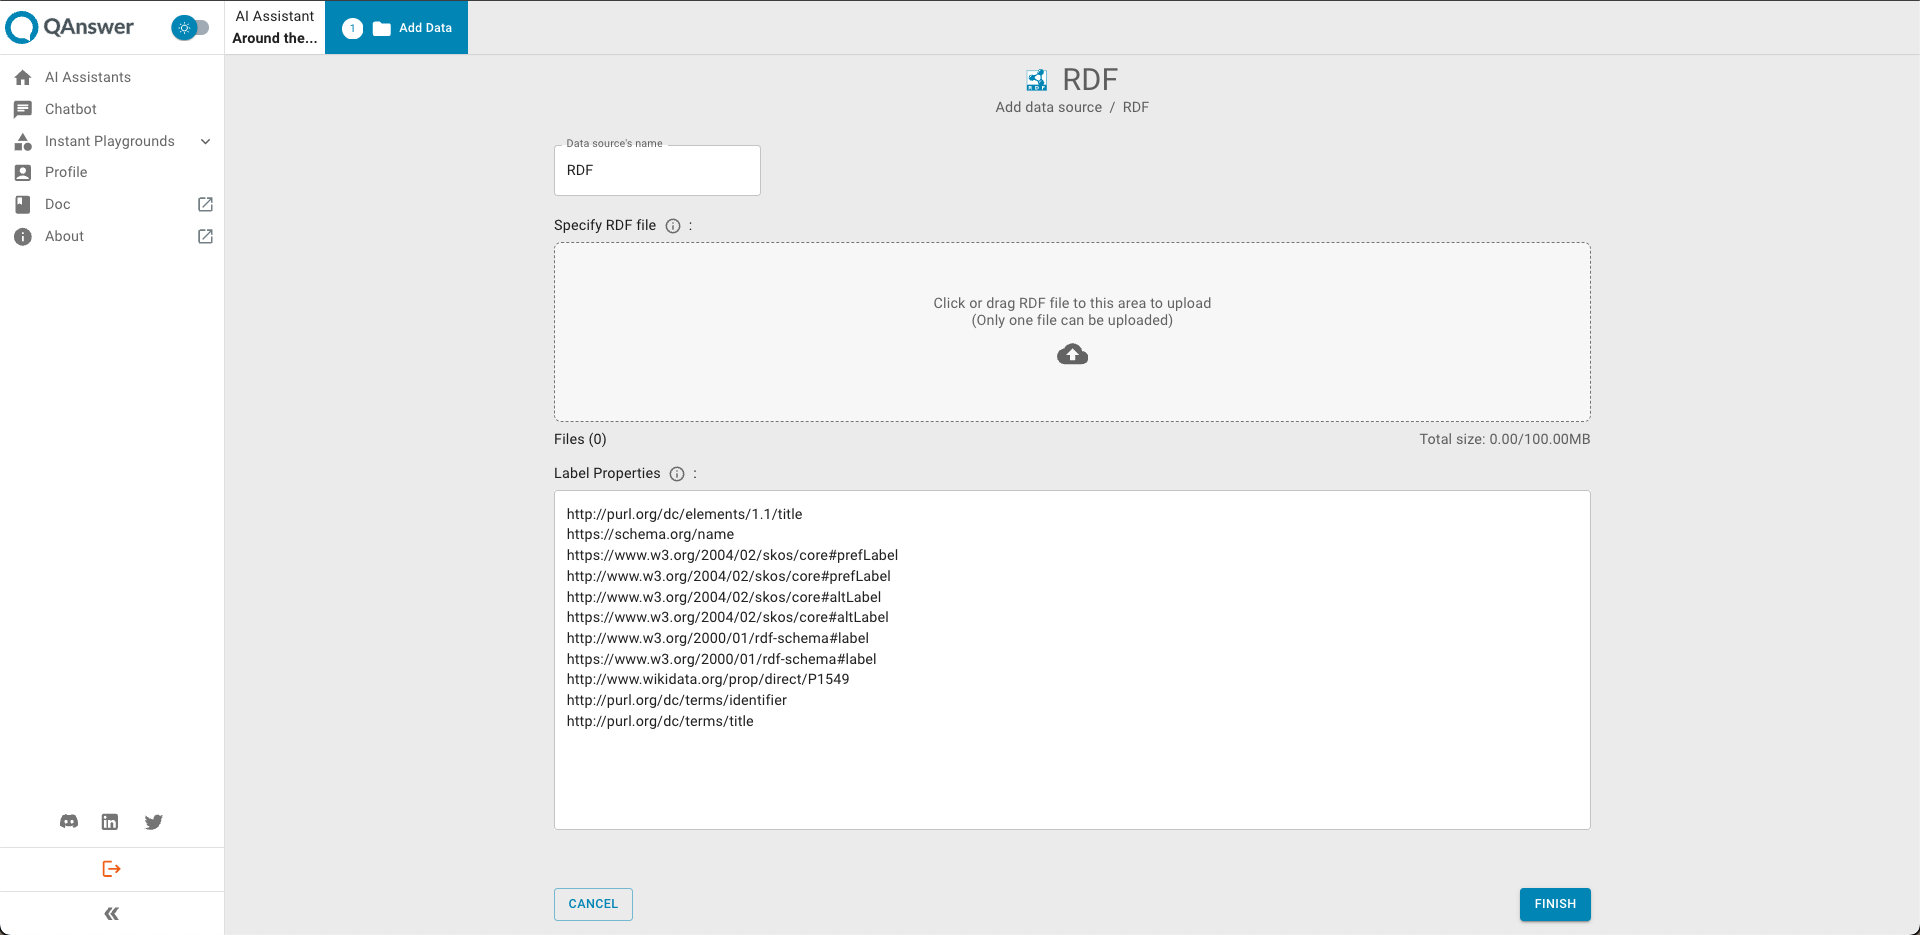 QAnswer
AI Assistants
Chatbot
Instant Playgrounds
Profile
Doc
About
AI Assistant
Around the...
1 Add Data
RDF
Add data source / RDF
Data source's name
RDF
Specify RDF file :
Click or drag RDF file to this area to upload
(Only one file can be uploaded)
Files (0)
Total size: 0.00/100.00MB
Label Properties :
http://purl.org/dc/elements/1.1/title
https://schema.org/name
https://www.w3.org/2004/02/skos/core#prefLabel
http://www.w3.org/2004/02/skos/core#prefLabel
http://www.w3.org/2004/02/skos/core#altLabel
https://www.w3.org/2004/02/skos/core#altLabel
http://www.w3.org/2000/01/rdf-schema#label
https://www.w3.org/2000/01/rdf-schema#label
http://www.wikidata.org/prop/direct/P1549
http://purl.org/dc/terms/identifier
http://purl.org/dc/terms/title
CANCEL
FINISH